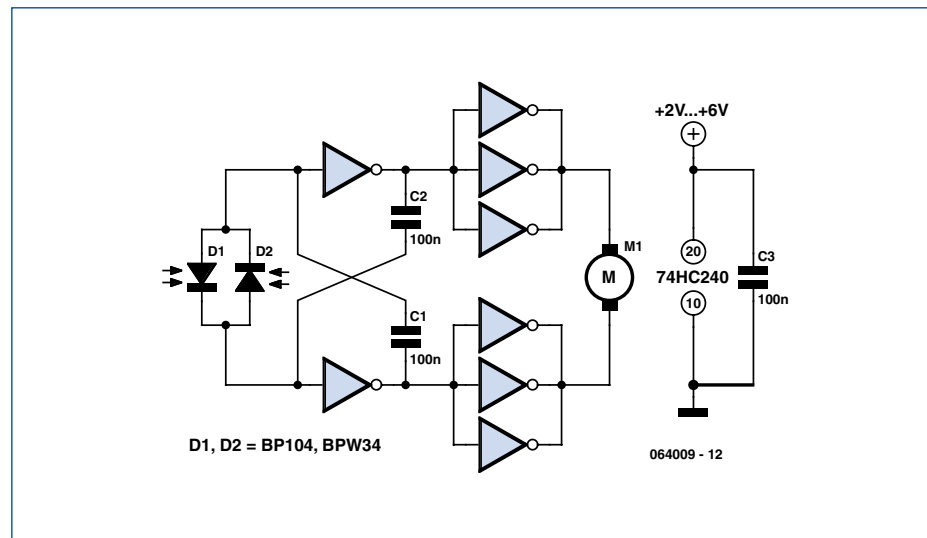 +2V...+6V
C2
100n
D1
D2
M1
M
20
74HC240
10
C3
100n
C1
100n
D1, D2 = BP104, BPW34
064009 - 12